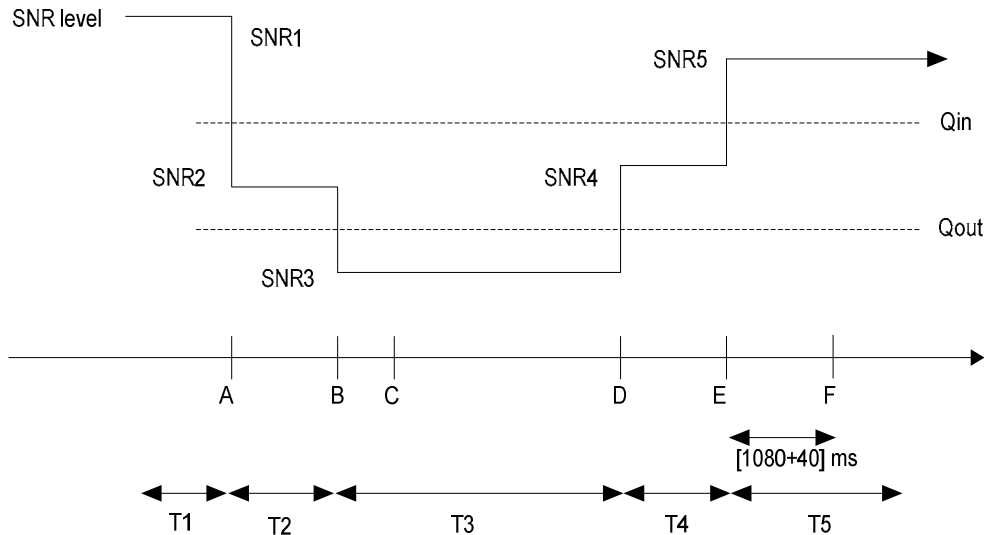 SNR level
SNR1
SNR5
Qin
SNR2
SNR4
Qout
SNR3
A B C D E F
[1080+40] ms
T1 T2 T3 T4 T5